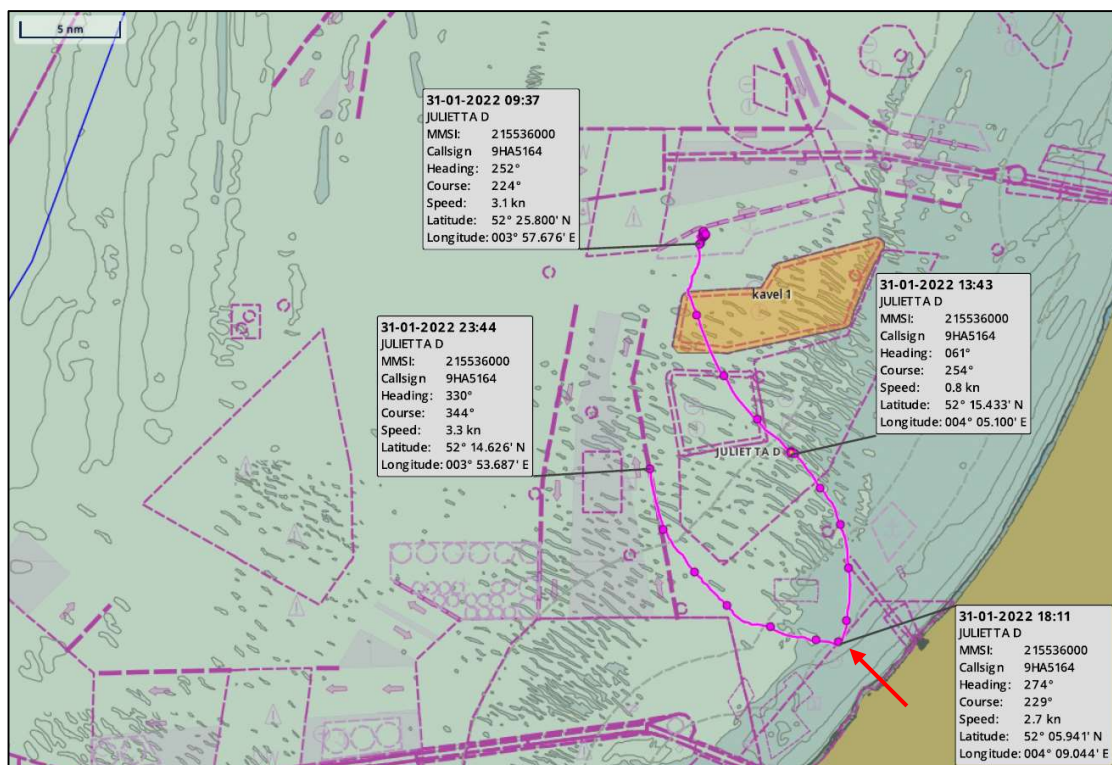 5 nm
31-01-2022 09:37
JULIETTA D
MMSI: 215536000
Callsign 9HA5164
Heading: 252°
Course: 224°
Speed: 3.1 kn
Latitude: 52° 25.800' N
Longitude: 003° 57.676' E
kavel 1
31-01-2022 13:43
JULIETTA D
MMSI: 215536000
Callsign 9HA5164
Heading: 061°
Course: 254°
Speed: 0.8 kn
Latitude: 52° 15.433' N
Longitude: 004° 05.100' E
31-01-2022 23:44
JULIETTA D
MMSI: 215536000
Callsign 9HA5164
Heading: 330°
Course: 344°
Speed: 3.3 kn
Latitude: 52° 14.626' N
Longitude: 003° 53.687' E
JULIETTA D
31-01-2022 18:11
JULIETTA D
MMSI: 215536000
Callsign 9HA5164
Heading: 274°
Course: 229°
Speed: 2.7 kn
Latitude: 52° 05.941' N
Longitude: 004° 09.044' E